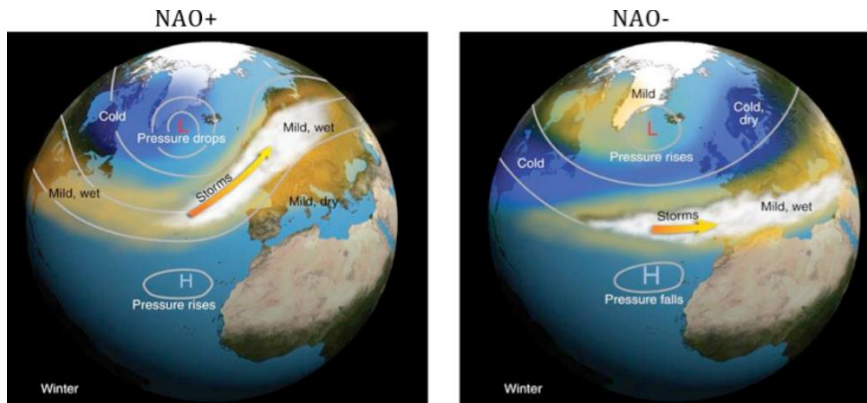 NAO+
Cold
L
Pressure drops
Mild, wet
Mild, wet
Storms
Mild, dry
H
Pressure rises
Winter
NAO-
Mild
Cold,
dry
L
Pressure rises
Cold
Storms
Mild, wet
H
Pressure falls
Winter